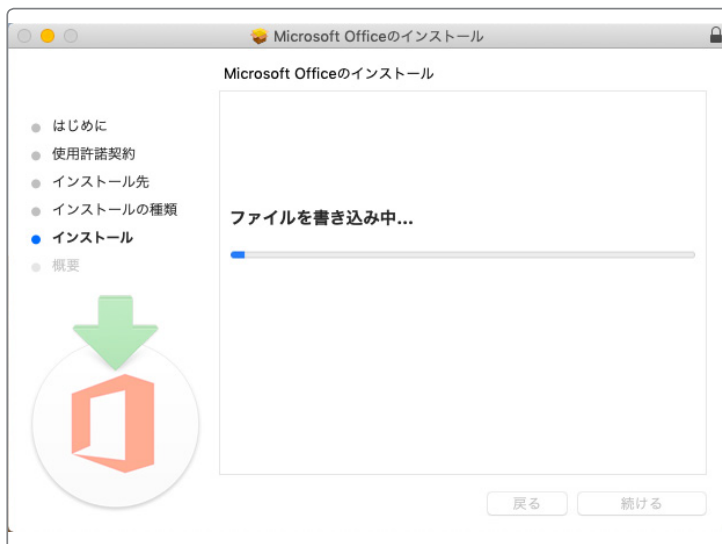 Microsoft Officeのインストール
Microsoft Officeのインストール
はじめに
使用許諾契約
インストール先
インストールの種類
インストール
概要
ファイルを書き込み中...
戻る
続ける